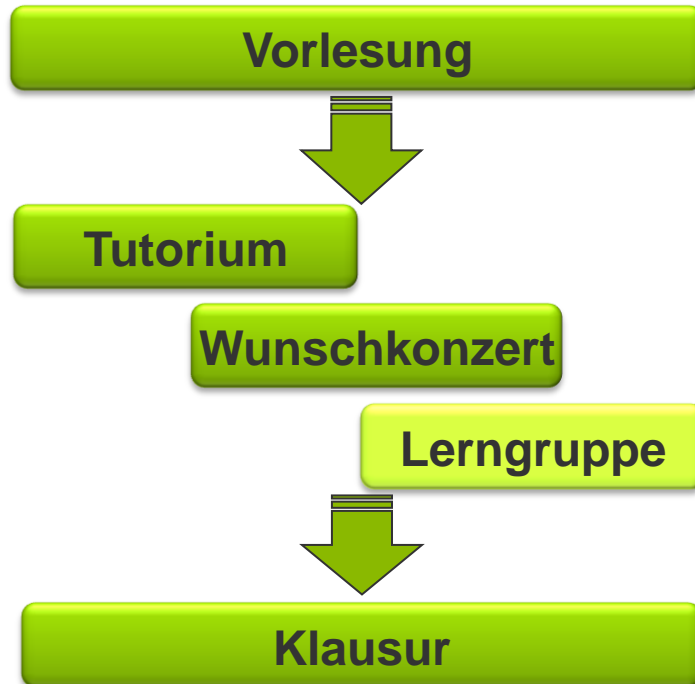 Vorlesung
Tutorium
Wunschkonzert
Lerngruppe
Klausur